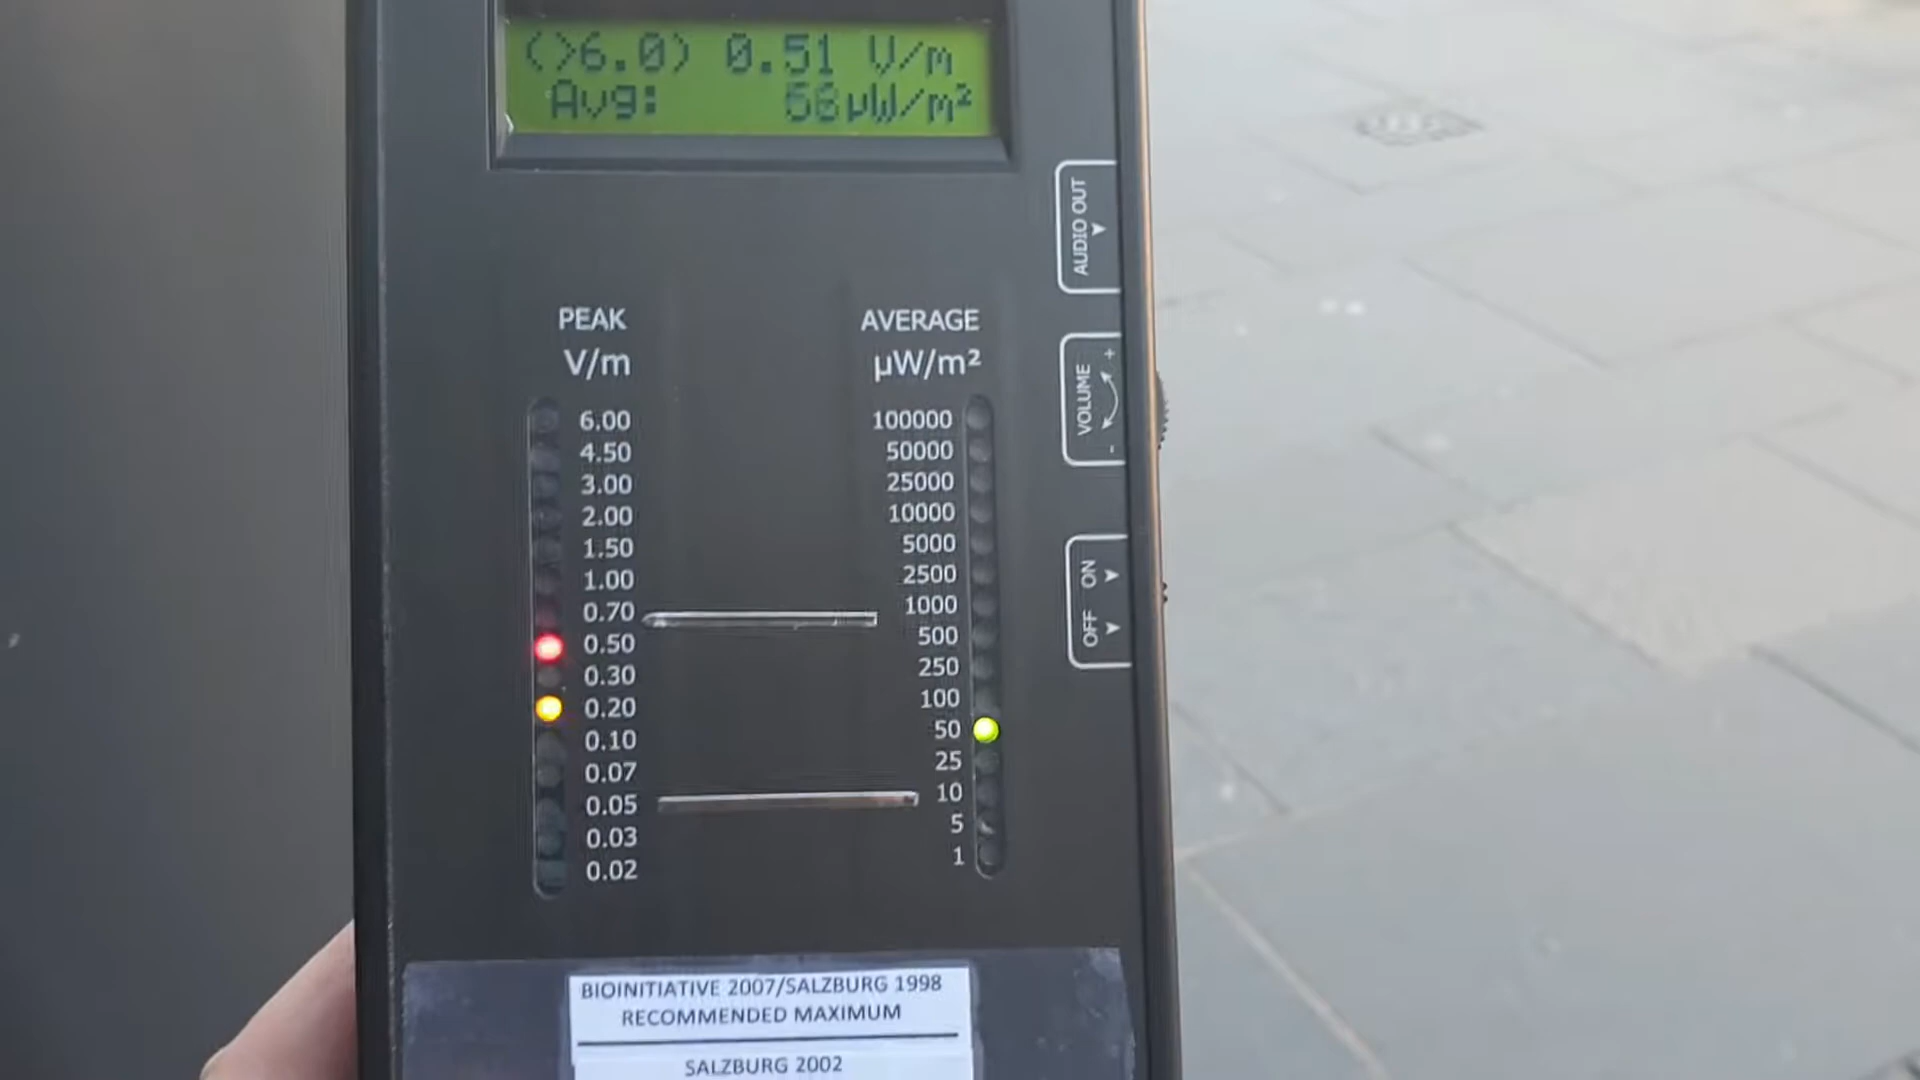 (>6.0) 0.51 V/m
Avg: µW/m²
AUDIO OUT
PEAK
V/m
AVERAGE
µW/m²
VOLUME
+
-
6.00
4.50
3.00
2.00
1.50
1.00
0.70
0.50
0.30
0.20
0.10
0.07
0.05
0.03
0.02
100000
50000
25000
10000
5000
2500
1000
500
250
100
50
25
10
5
1
ON
OFF
BIOINITIATIVE 2007/SALZBURG 1998
RECOMMENDED MAXIMUM
SALZBURG 2002